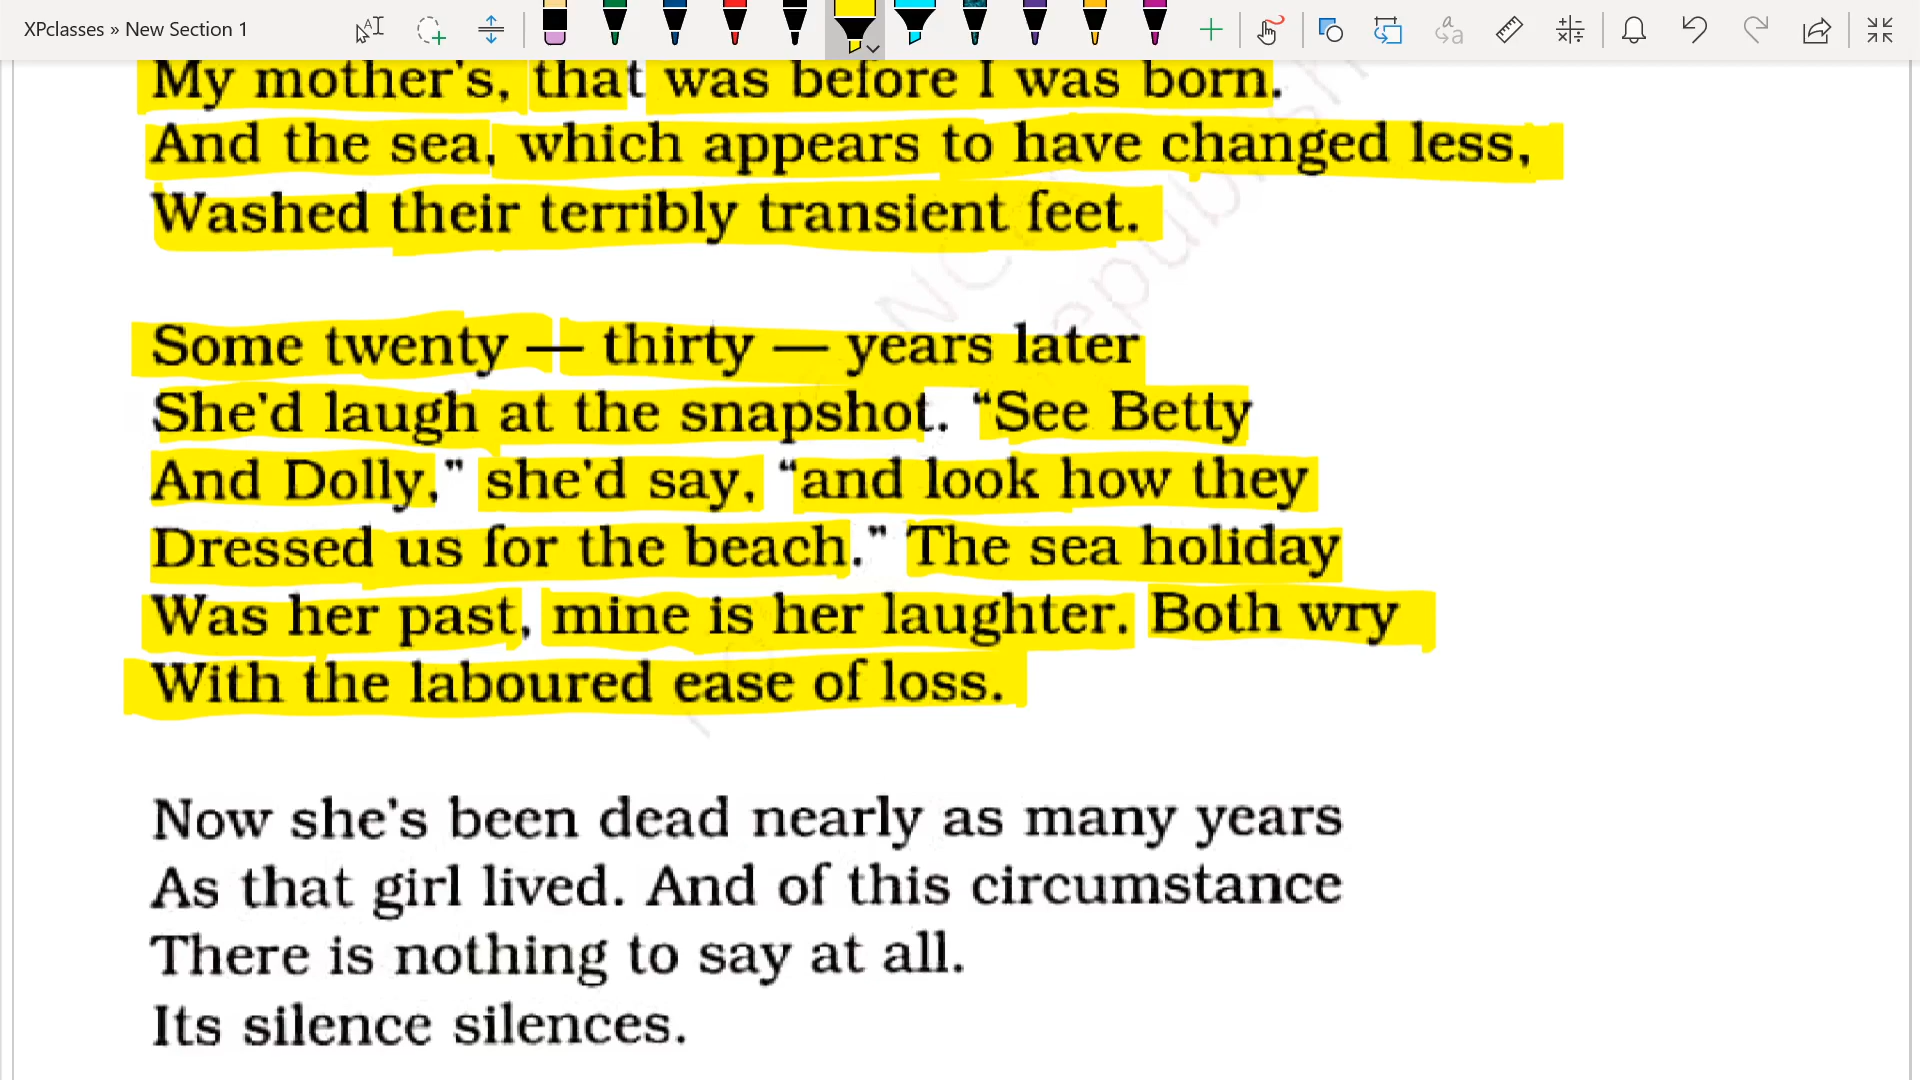 XPclasses » New Section 1
My mother's, that was before I was born.
And the sea, which appears to have changed less,
Washed their terribly transient feet.
Some twenty — thirty — years later
She'd laugh at the snapshot. “See Betty
And Dolly,” she'd say, “and look how they
Dressed us for the beach.” The sea holiday
Was her past, mine is her laughter. Both wry
With the laboured ease of loss.
Now she's been dead nearly as many years
As that girl lived. And of this circumstance
There is nothing to say at all.
Its silence silences.